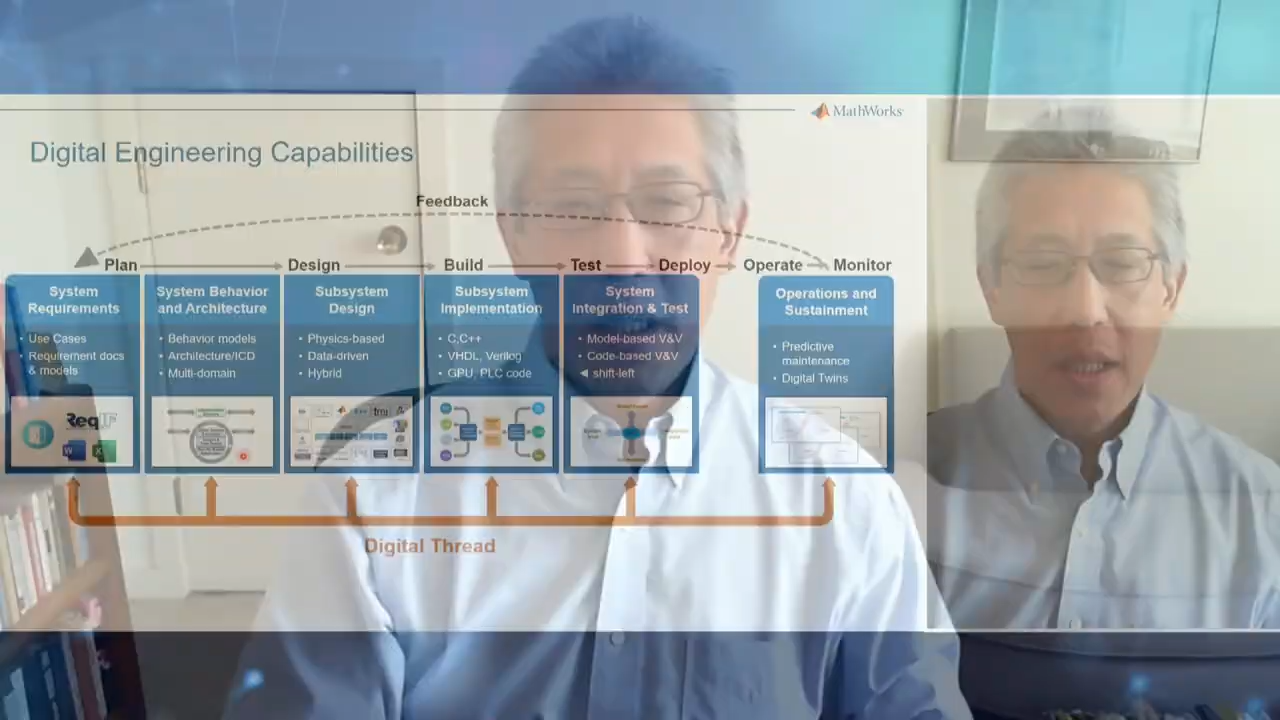 MathWorks
Digital Engineering Capabilities
Feedback
Plan
Design
Build
Test
Deploy
Operate
Monitor
System
Requirements
• Use Cases
• Requirement docs
& models
ReqIF
System Behavior
and Architecture
• Behavior models
• Architecture/ICD
• Multi-domain
Subsystem
Design
• Physics-based
• Data-driven
• Hybrid
Subsystem
Implementation
• C,C++
• VHDL, Verilog
• GPU, PLC code
System
Integration & Test
• Model-based V&V
• Code-based V&V
◄ shift-left
Operations and
Sustainment
• Predictive
maintenance
• Digital Twins
Digital Thread